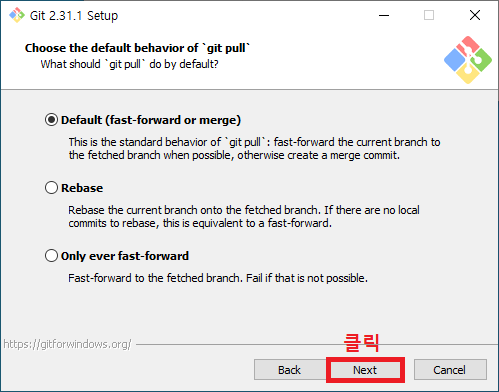 Git 2.31.1 Setup
Choose the default behavior of `git pull`
What should `git pull` do by default?
Default (fast-forward or merge)
This is the standard behavior of `git pull`: fast-forward the current branch to
the fetched branch when possible, otherwise create a merge commit.
Rebase
Rebase the current branch onto the fetched branch. If there are no local
commits to rebase, this is equivalent to a fast-forward.
Only ever fast-forward
Fast-forward to the fetched branch. Fail if that is not possible.
https://gitforwindows.org/
클릭
Back Next Cancel